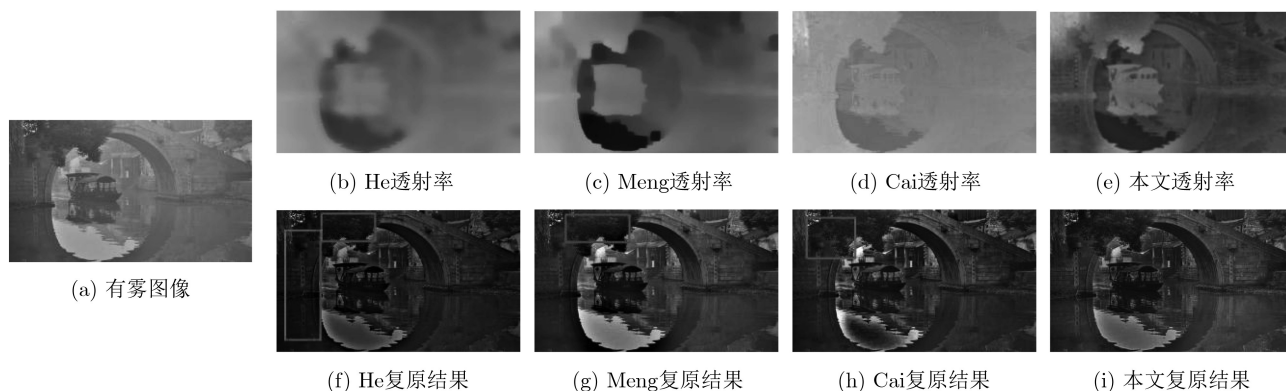 (b) He透射率
(c) Meng透射率
(d) Cai透射率
(e) 本文透射率
(a) 有雾图像
(f) He复原结果
(g) Meng复原结果
(h) Cai复原结果
(i) 本文复原结果